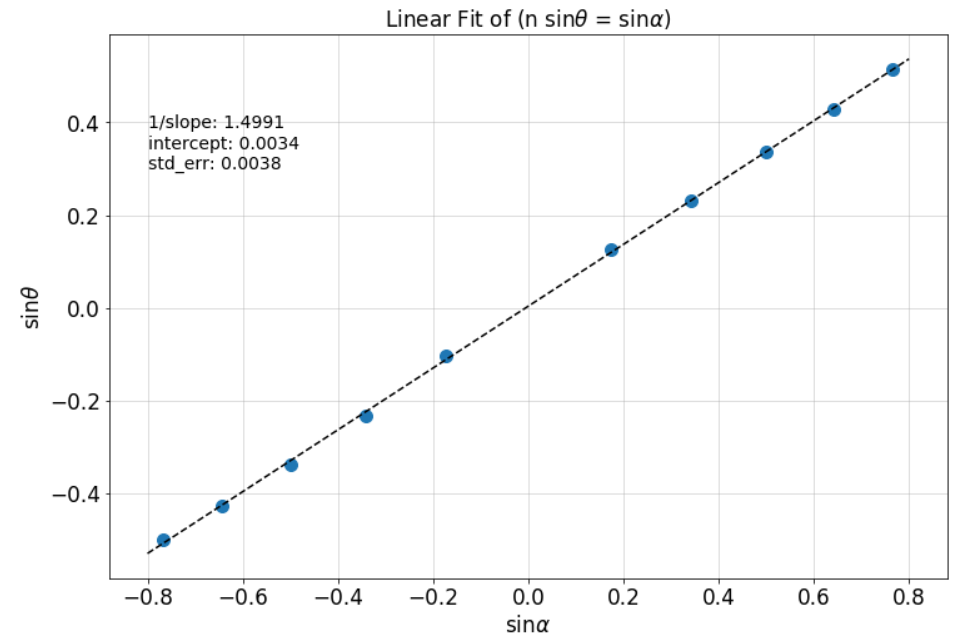 Linear Fit of (n sinθ = sinα)
1/slope: 1.4991
intercept: 0.0034
std_err: 0.0038
sinθ
0.4
0.2
0.0
−0.2
−0.4
−0.8 −0.6 −0.4 −0.2 0.0 0.2 0.4 0.6 0.8
sinα